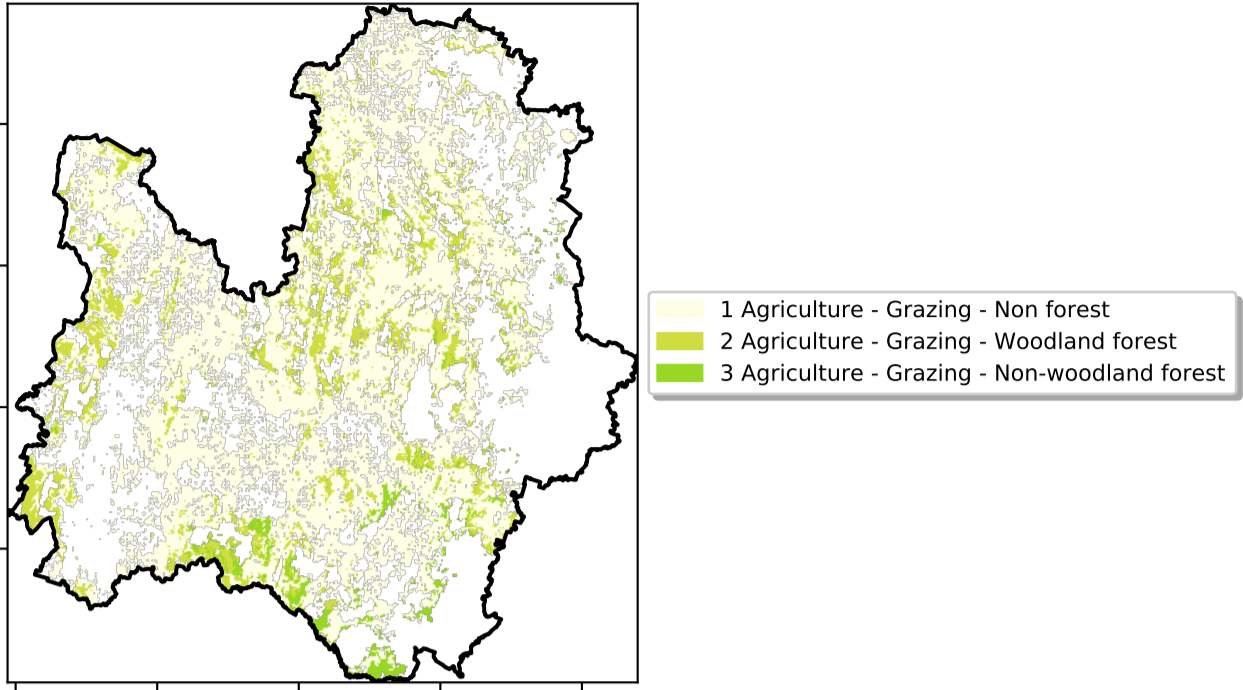 1 Agriculture - Grazing - Non forest
2 Agriculture - Grazing - Woodland forest
3 Agriculture - Grazing - Non-woodland forest